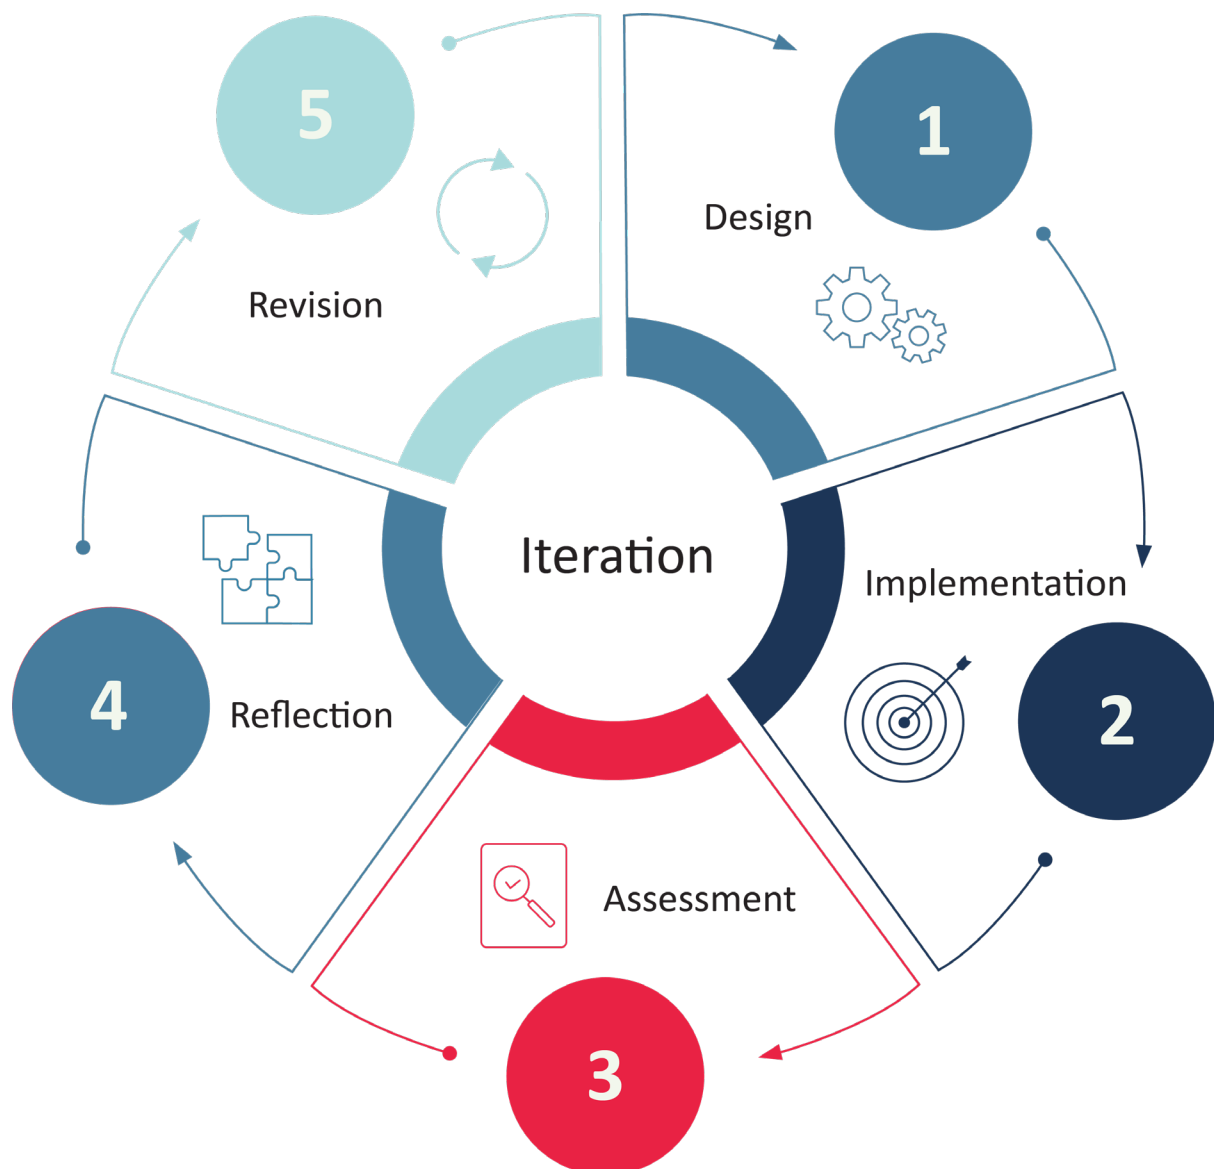 1
Design
Iteration
2
Implementation
3
Assessment
4
Reflection
5
Revision